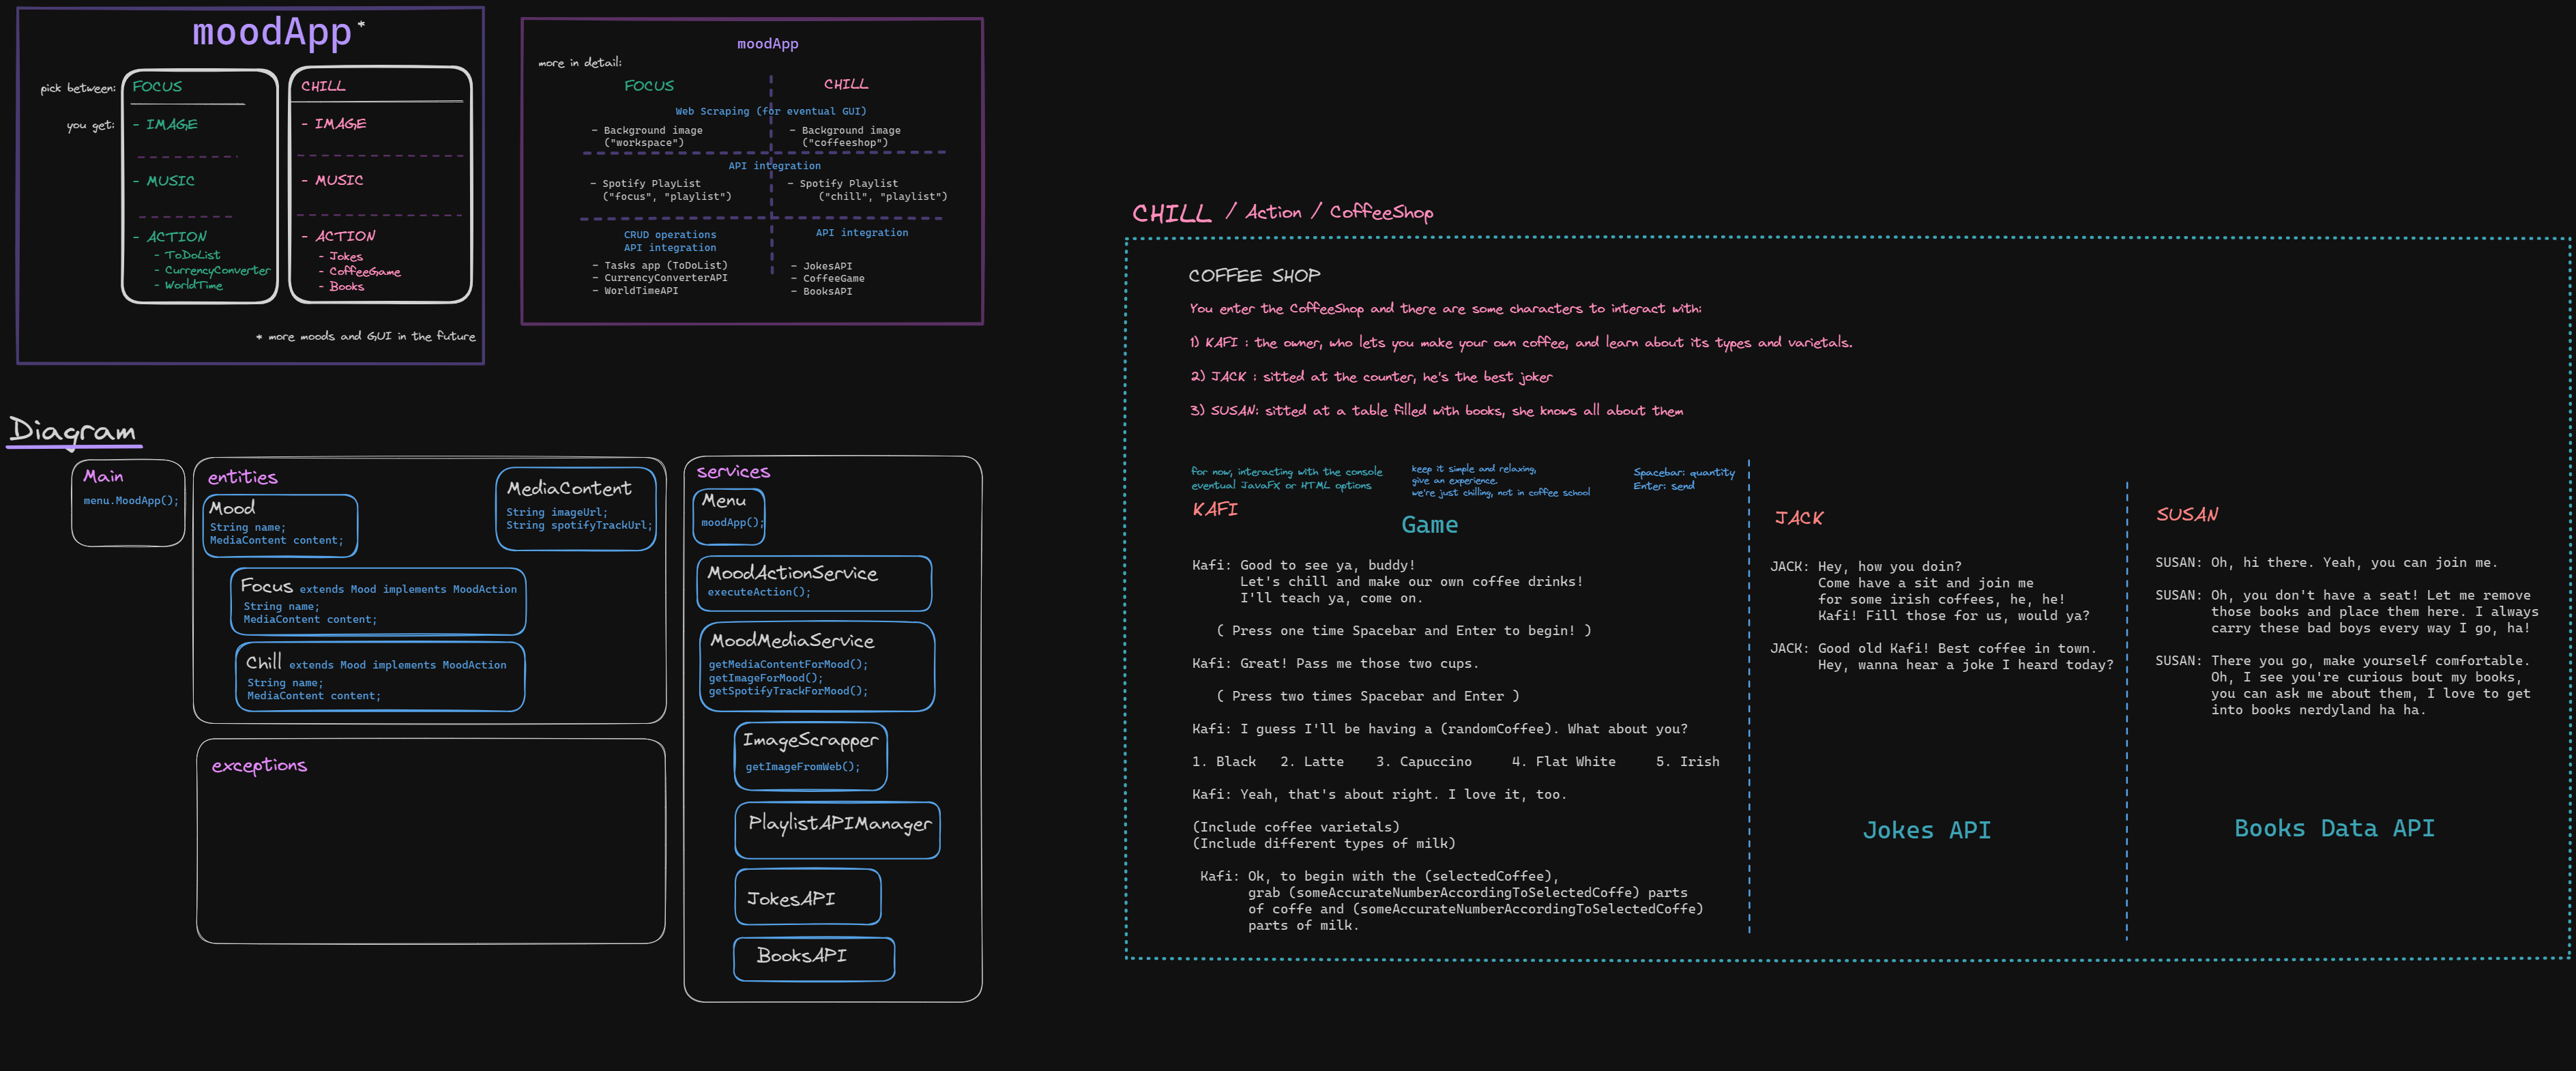 moodApp*
pick between:
FOCUS
you get:
- IMAGE
- MUSIC
- ACTION
- ToDoList
- CurrencyConverter
- WorldTime
CHILL
- IMAGE
- MUSIC
- ACTION
- Jokes
- CoffeeGame
- Books
* more moods and GUI in the future
moodApp
more in detail:
FOCUS
CHILL
Web Scraping (for eventual GUI)
- Background image
("workspace")
- Background image
("coffeeshop")
API integration
- Spotify PlayList
("focus", "playlist")
- Spotify Playlist
("chill", "playlist")
CRUD operations
API integration
- Tasks app (ToDoList)
- CurrencyConverterAPI
- WorldTimeAPI
API integration
- JokesAPI
- CoffeeGame
- BooksAPI
Diagram
Main
menu.MoodApp();
entities
Mood
String name;
MediaContent content;
MediaContent
String imageUrl;
String spotifyTrackUrl;
Focus extends Mood implements MoodAction
String name;
MediaContent content;
Chill extends Mood implements MoodAction
String name;
MediaContent content;
exceptions
services
Menu
moodApp();
MoodActionService
executeAction();
MoodMediaService
getMediaContentForMood();
getImageForMood();
getSpotifyTrackForMood();
ImageScrapper
getImageFromWeb();
PlaylistAPIManager
JokesAPI
BooksAPI
CHILL / Action / CoffeeShop
COFFEE SHOP
You enter the CoffeeShop and there are some characters to interact with:
1) KAFI : the owner, who lets you make your own coffee, and learn about its types and varietals.
2) JACK : sitted at the counter, he's the best joker
3) SUSAN: sitted at a table filled with books, she knows all about them
for now, interacting with the console
eventual JavaFX or HTML options
keep it simple and relaxing,
give an experience.
we're just chilling, not in coffee school
Spacebar: quantity
Enter: send
KAFI
Game
Kafi: Good to see ya, buddy!
Let's chill and make our own coffee drinks!
I'll teach ya, come on.
( Press one time Spacebar and Enter to begin! )
Kafi: Great! Pass me those two cups.
( Press two times Spacebar and Enter )
Kafi: I guess I'll be having a (randomCoffee). What about you?
1. Black 2. Latte 3. Capuccino 4. Flat White 5. Irish
Kafi: Yeah, that's about right. I love it, too.
(Include coffee varietals)
(Include different types of milk)
Kafi: Ok, to begin with the (selectedCoffee),
grab (someAccurateNumberAccordingToSelectedCoffe) parts
of coffe and (someAccurateNumberAccordingToSelectedCoffe)
parts of milk.
JACK
JACK: Hey, how you doin?
Come have a sit and join me
for some irish coffees, he, he!
Kafi! Fill those for us, would ya?
JACK: Good old Kafi! Best coffee in town.
Hey, wanna hear a joke I heard today?
Jokes API
SUSAN
SUSAN: Oh, hi there. Yeah, you can join me.
SUSAN: Oh, you don't have a seat! Let me remove
those books and place them here. I always
carry these bad boys every way I go, ha!
SUSAN: There you go, make yourself comfortable.
Oh, I see you're curious bout my books,
you can ask me about them, I love to get
into books nerdyland ha ha.
Books Data API